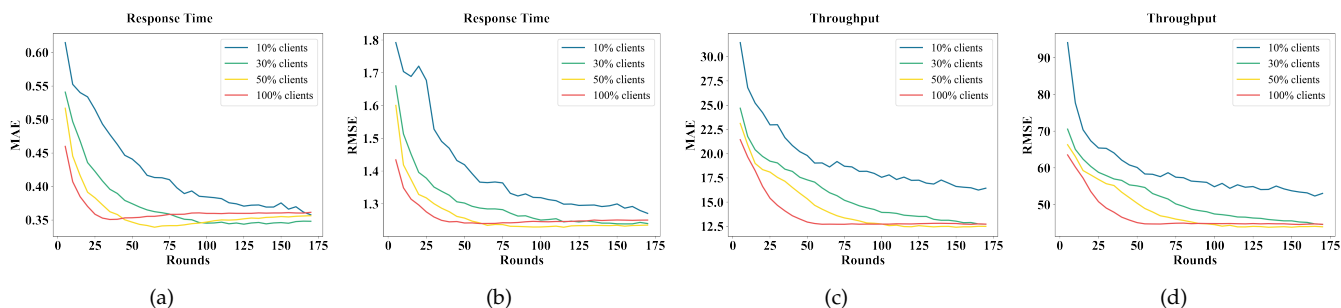 Response Time
MAE
0.60
0.55
0.50
0.45
0.40
0.35
0 25 50 75 100 125 150 175
Rounds
10% clients
30% clients
50% clients
100% clients
(a)
Response Time
RMSE
1.8
1.7
1.6
1.5
1.4
1.3
0 25 50 75 100 125 150 175
Rounds
10% clients
30% clients
50% clients
100% clients
(b)
Throughput
MAE
30.0
27.5
25.0
22.5
20.0
17.5
15.0
12.5
0 25 50 75 100 125 150 175
Rounds
10% clients
30% clients
50% clients
100% clients
(c)
Throughput
RMSE
90
80
70
60
50
0 25 50 75 100 125 150 175
Rounds
10% clients
30% clients
50% clients
100% clients
(d)